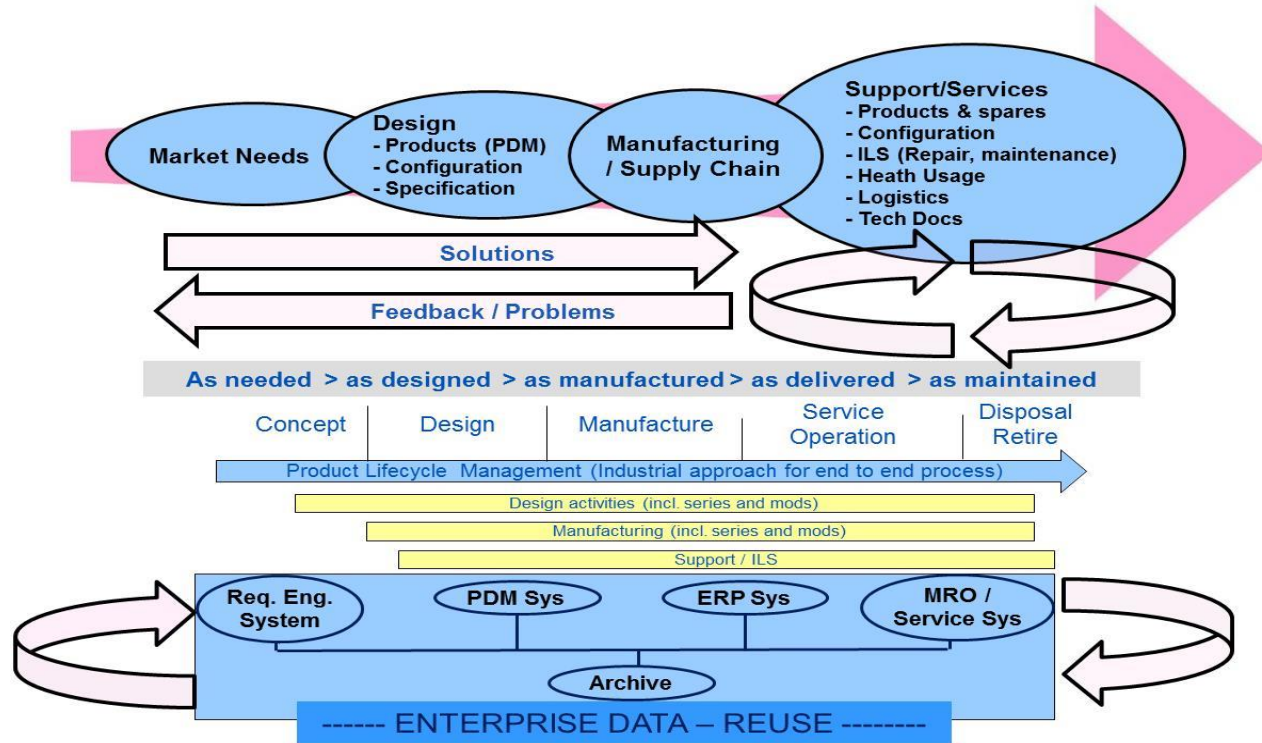 Market Needs
Design
- Products (PDM)
- Configuration
- Specification
Manufacturing
/ Supply Chain
Support/Services
- Products & spares
- Configuration
- ILS (Repair, maintenance)
- Heath Usage
- Logistics
- Tech Docs
Solutions
Feedback / Problems
As needed > as designed > as manufactured > as delivered > as maintained
Concept
Design
Manufacture
Service
Operation
Disposal
Retire
Product Lifecycle Management (Industrial approach for end to end process)
Design activities (incl. series and mods)
Manufacturing (incl. series and mods)
Support / ILS
Req. Eng.
System
PDM Sys
ERP Sys
MRO /
Service Sys
Archive
------ ENTERPRISE DATA – REUSE --------